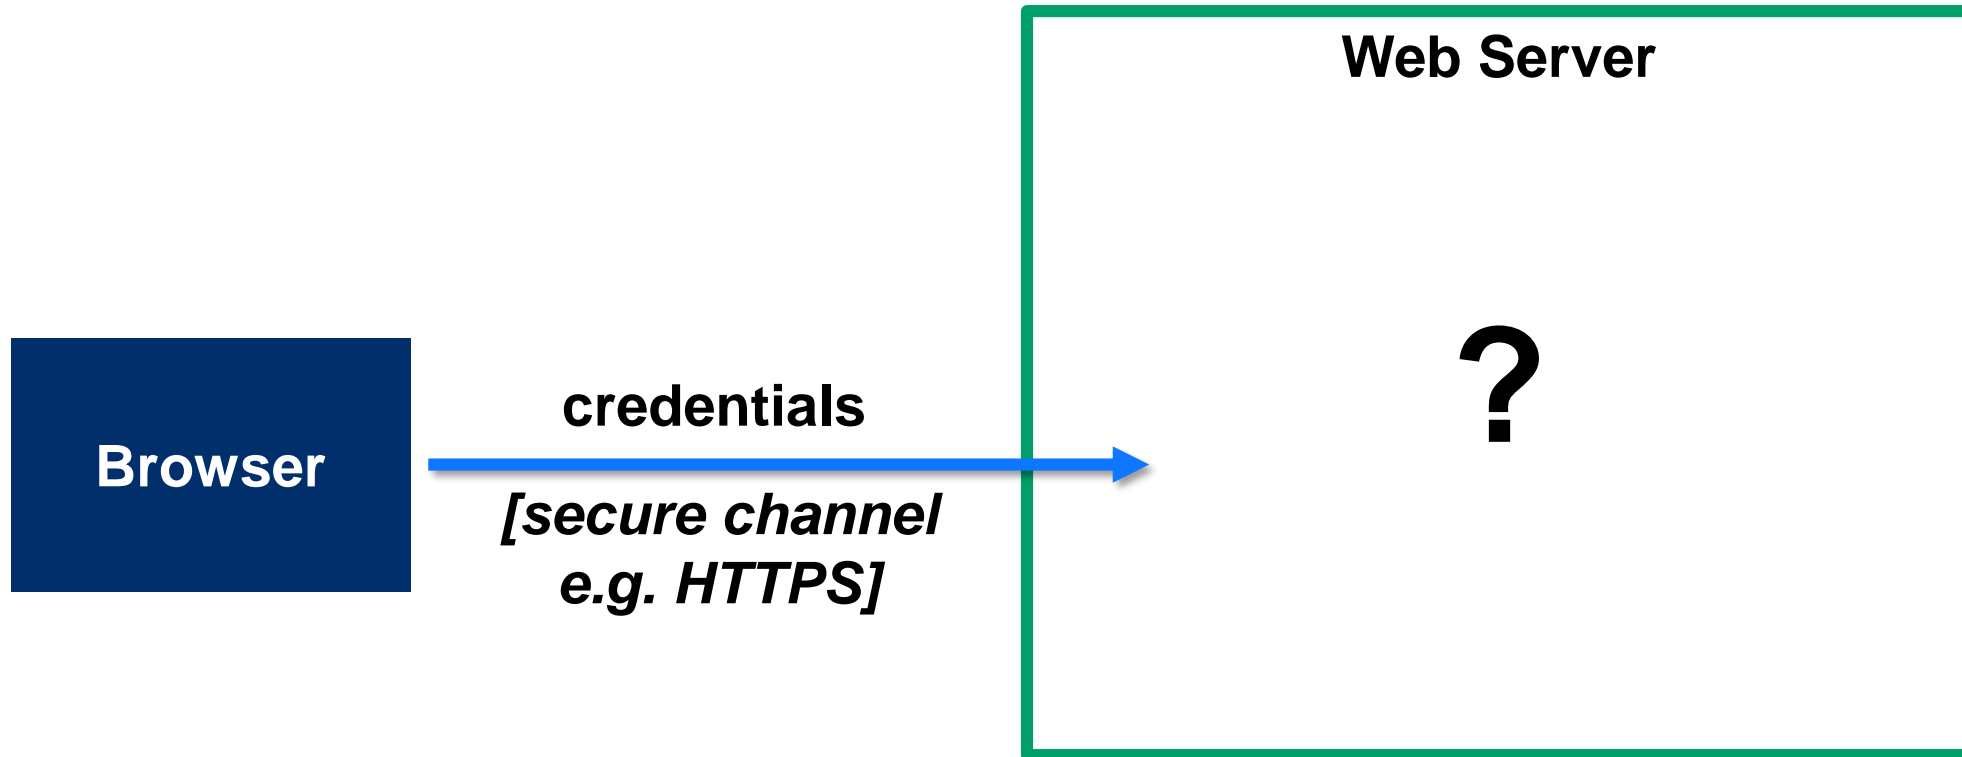 Web Server
?
credentials
Browser
[secure channel
e.g. HTTPS]